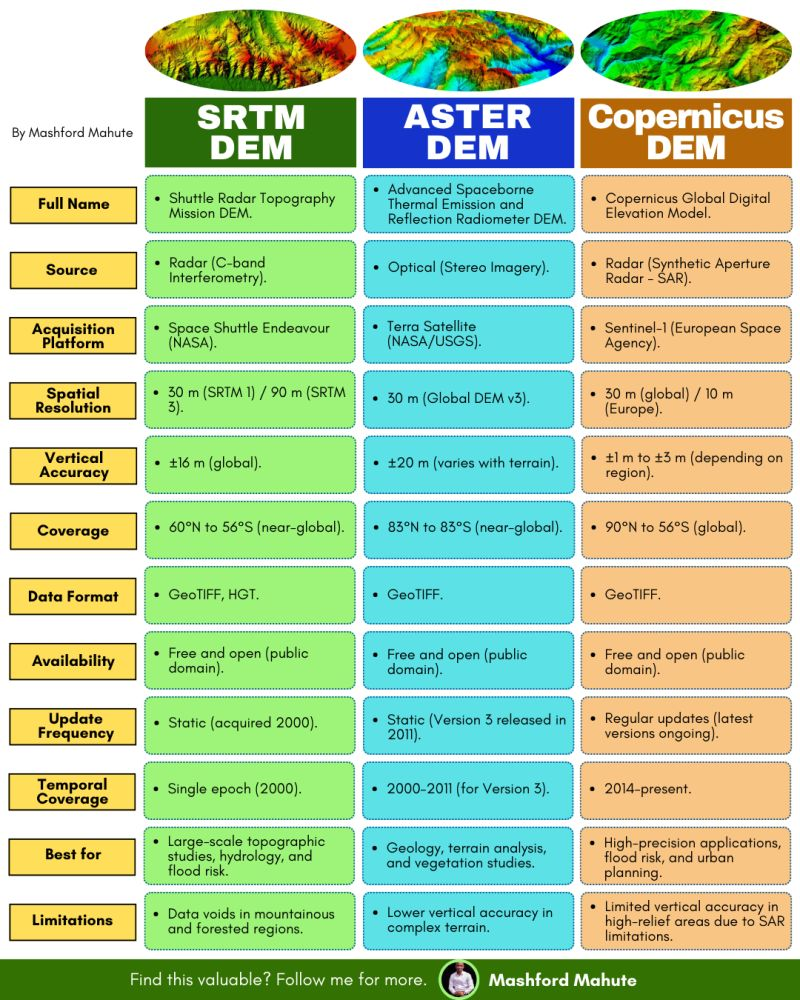 By Mashford Mahute
SRTM
DEM
ASTER
DEM
Copernicus
DEM
Full Name
• Shuttle Radar Topography
Mission DEM.
• Advanced Spaceborne
Thermal Emission and
Reflection Radiometer DEM.
• Copernicus Global Digital
Elevation Model.
Source
• Radar (C-band
Interferometry).
• Optical (Stereo Imagery).
• Radar (Synthetic Aperture
Radar - SAR).
Acquisition
Platform
• Space Shuttle Endeavour
(NASA).
• Terra Satellite
(NASA/USGS).
• Sentinel-1 (European Space
Agency).
Spatial
Resolution
• 30 m (SRTM 1) / 90 m (SRTM
3).
• 30 m (Global DEM v3).
• 30 m (global) / 10 m
(Europe).
Vertical
Accuracy
• ±16 m (global).
• ±20 m (varies with terrain).
• ±1 m to ±3 m (depending on
region).
Coverage
• 60°N to 56°S (near-global).
• 83°N to 83°S (near-global).
• 90°N to 56°S (global).
Data Format
• GeoTIFF, HGT.
• GeoTIFF.
• GeoTIFF.
Availability
• Free and open (public
domain).
• Free and open (public
domain).
• Free and open (public
domain).
Update
Frequency
• Static (acquired 2000).
• Static (Version 3 released in
2011).
• Regular updates (latest
versions ongoing).
Temporal
Coverage
• Single epoch (2000).
• 2000-2011 (for Version 3).
• 2014-present.
Best for
• Large-scale topographic
studies, hydrology, and
flood risk.
• Geology, terrain analysis,
and vegetation studies.
• High-precision applications,
flood risk, and urban
planning.
Limitations
• Data voids in mountainous
and forested regions.
• Lower vertical accuracy in
complex terrain.
• Limited vertical accuracy in
high-relief areas due to SAR
limitations.
Find this valuable? Follow me for more.
Mashford Mahute